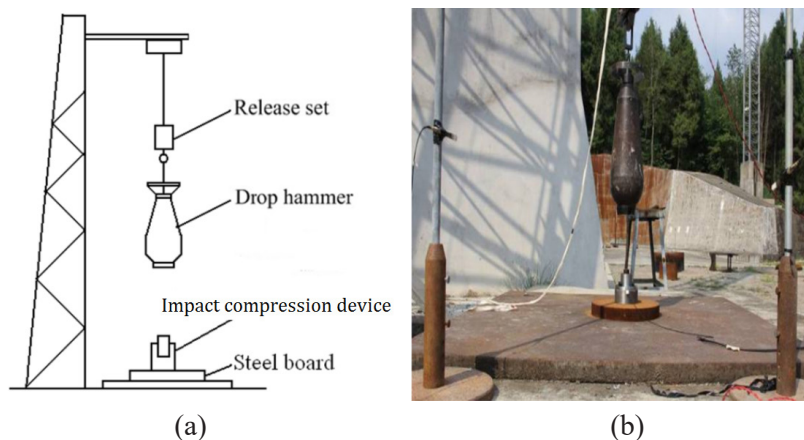 Release set
Drop hammer
Impact compression device
Steel board
(a)
(b)